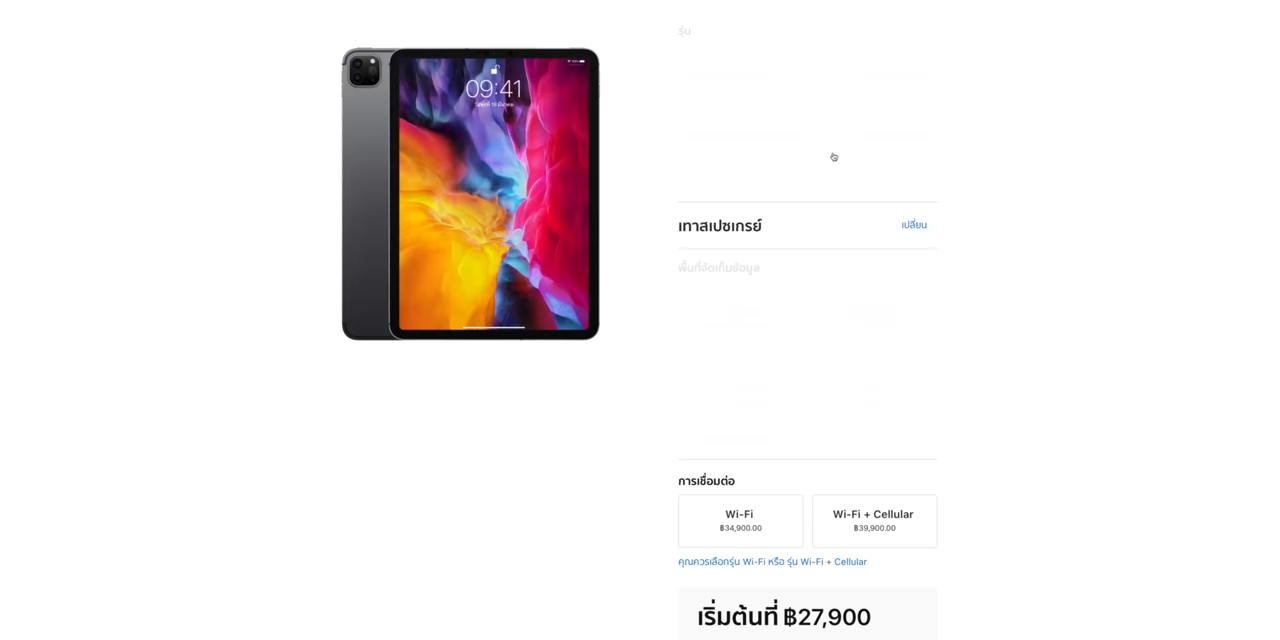 09:41
รุ่น
เทาสเปซเกรย์
เปลี่ยน
พื้นที่จัดเก็บข้อมูล
การเชื่อมต่อ
Wi-Fi
฿34,900.00
Wi-Fi + Cellular
฿39,900.00
คุณควรเลือกรุ่น Wi-Fi หรือ รุ่น Wi-Fi + Cellular
เริ่มต้นที่ ฿27,900